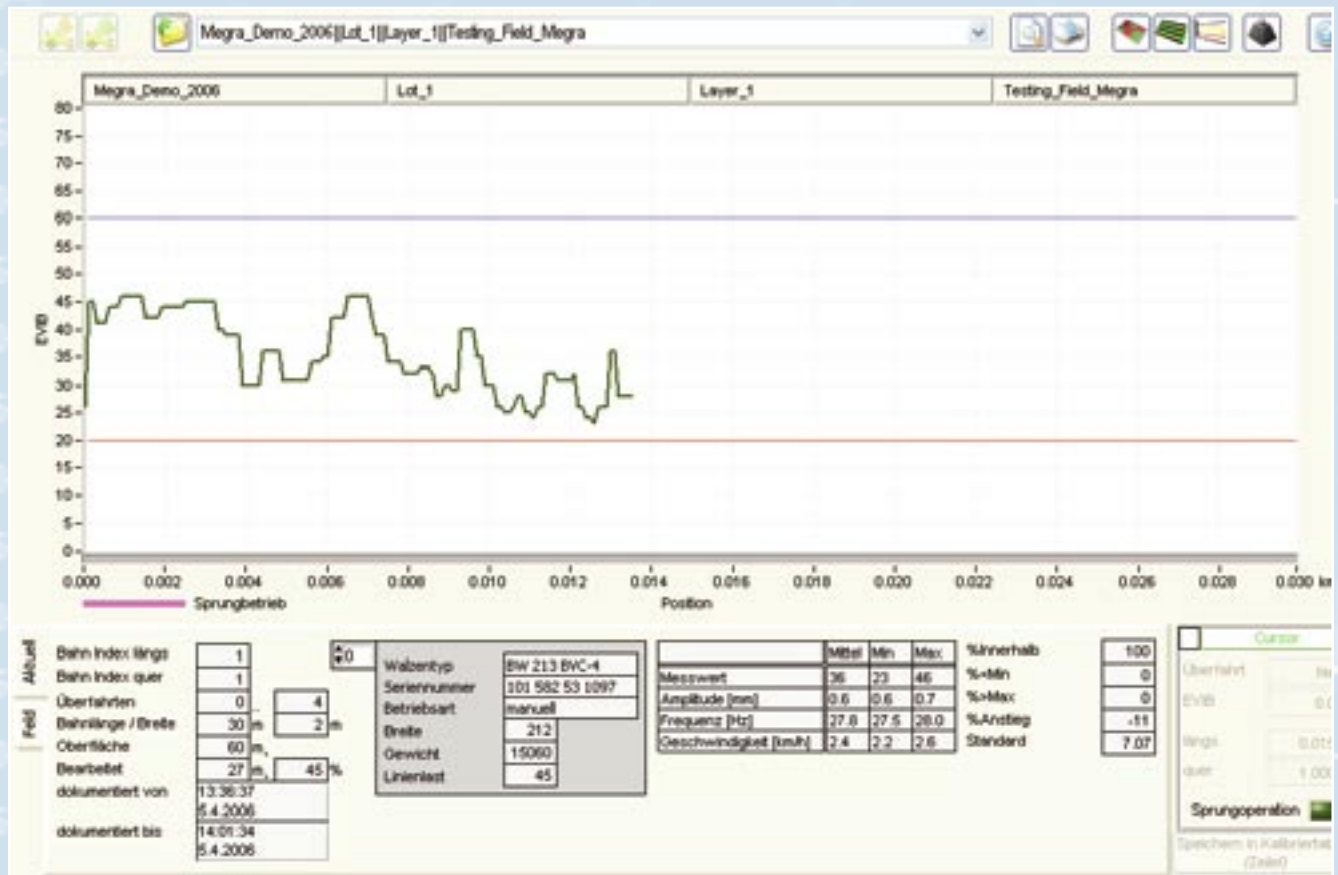 Megra_Demo_2006||Lot_1||Layer_1||Testing_Field_Megra
Megra_Demo_2006 Lot_1 Layer_1 Testing_Field_Megra
80
75
70
65
60
55
50
45
40
35
30
25
20
15
10
5
0
EVIB
0.000 0.002 0.004 0.006 0.008 0.010 0.012 0.014 0.016 0.018 0.020 0.022 0.024 0.026 0.028 0.030
Sprungbetrieb Position
Aktuell
Feld
Bahn Index längs 1
Bahn Index quer 1
Überfahrten 0 4
Bahnlänge / Breite 30 m 2 m
Oberfläche 60 m,
Bearbeitet 27 m, 45 %
dokumentiert von 13:36:37
5.4.2006
dokumentiert bis 14:01:34
5.4.2006
0
Walzentyp BW 213 BVC-4
Seriennummer 101 582 53 1097
Betriebsart manuell
Breite 212
Gewicht 15060
Linienlast 45
Mittel Min Max
Messwert 36 23 46
Amplitude [mm] 0.6 0.6 0.7
Frequenz [Hz] 27.8 27.5 28.0
Geschwindigkeit [km/h] 2.4 2.2 2.6
%Innerhalb 100
%<Min 0
%>Max 0
%Anstieg -11
Standard 7.07
Cursor
Überfahrt
EVIB
längs
quer
Sprungoperation
Speichern in
(Zeile)